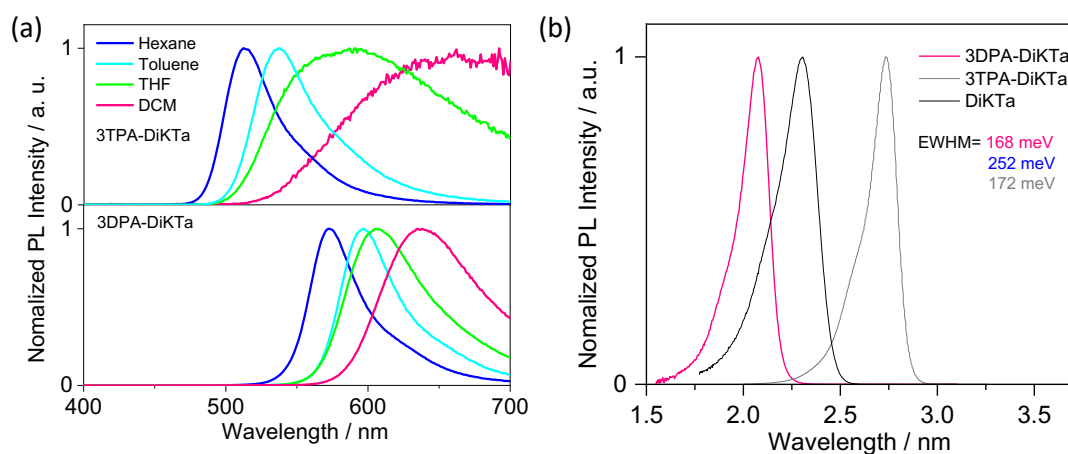 (a)
Nomalized PL Intensity / a. u.
1
Hexane
Toluene
THF
DCM
3TPA-DiKTa
0
1
3DPA-DiKTa
0
400
500
600
700
Wavelength / nm
(b)
Nomalized PL Intensity / a.u.
1
0
3DPA-DiKTa
3TPA-DiKTa
DiKTa
EWHM= 168 meV
252 meV
172 meV
1.5
2.0
2.5
3.0
3.5
Wavelength / nm